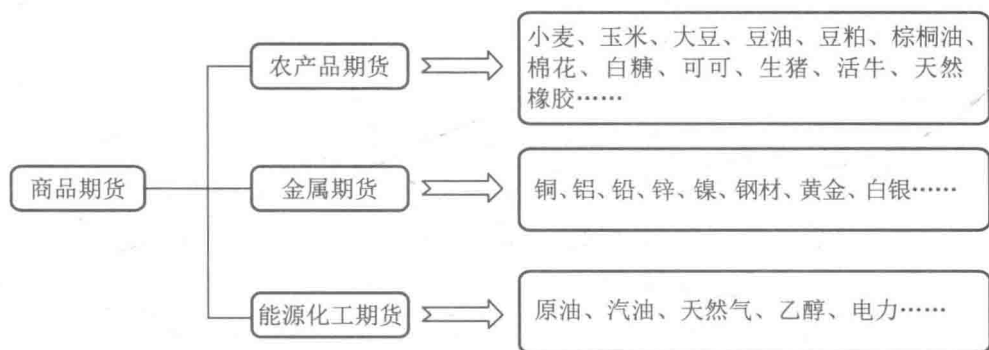 农产品期货
小麦、玉米、大豆、豆油、豆粕、棕榈油、
棉花、白糖、可可、生猪、活牛、天然
橡胶……
商品期货
金属期货
铜、铝、铅、锌、镍、钢材、黄金、白银……
能源化工期货
原油、汽油、天然气、乙醇、电力……